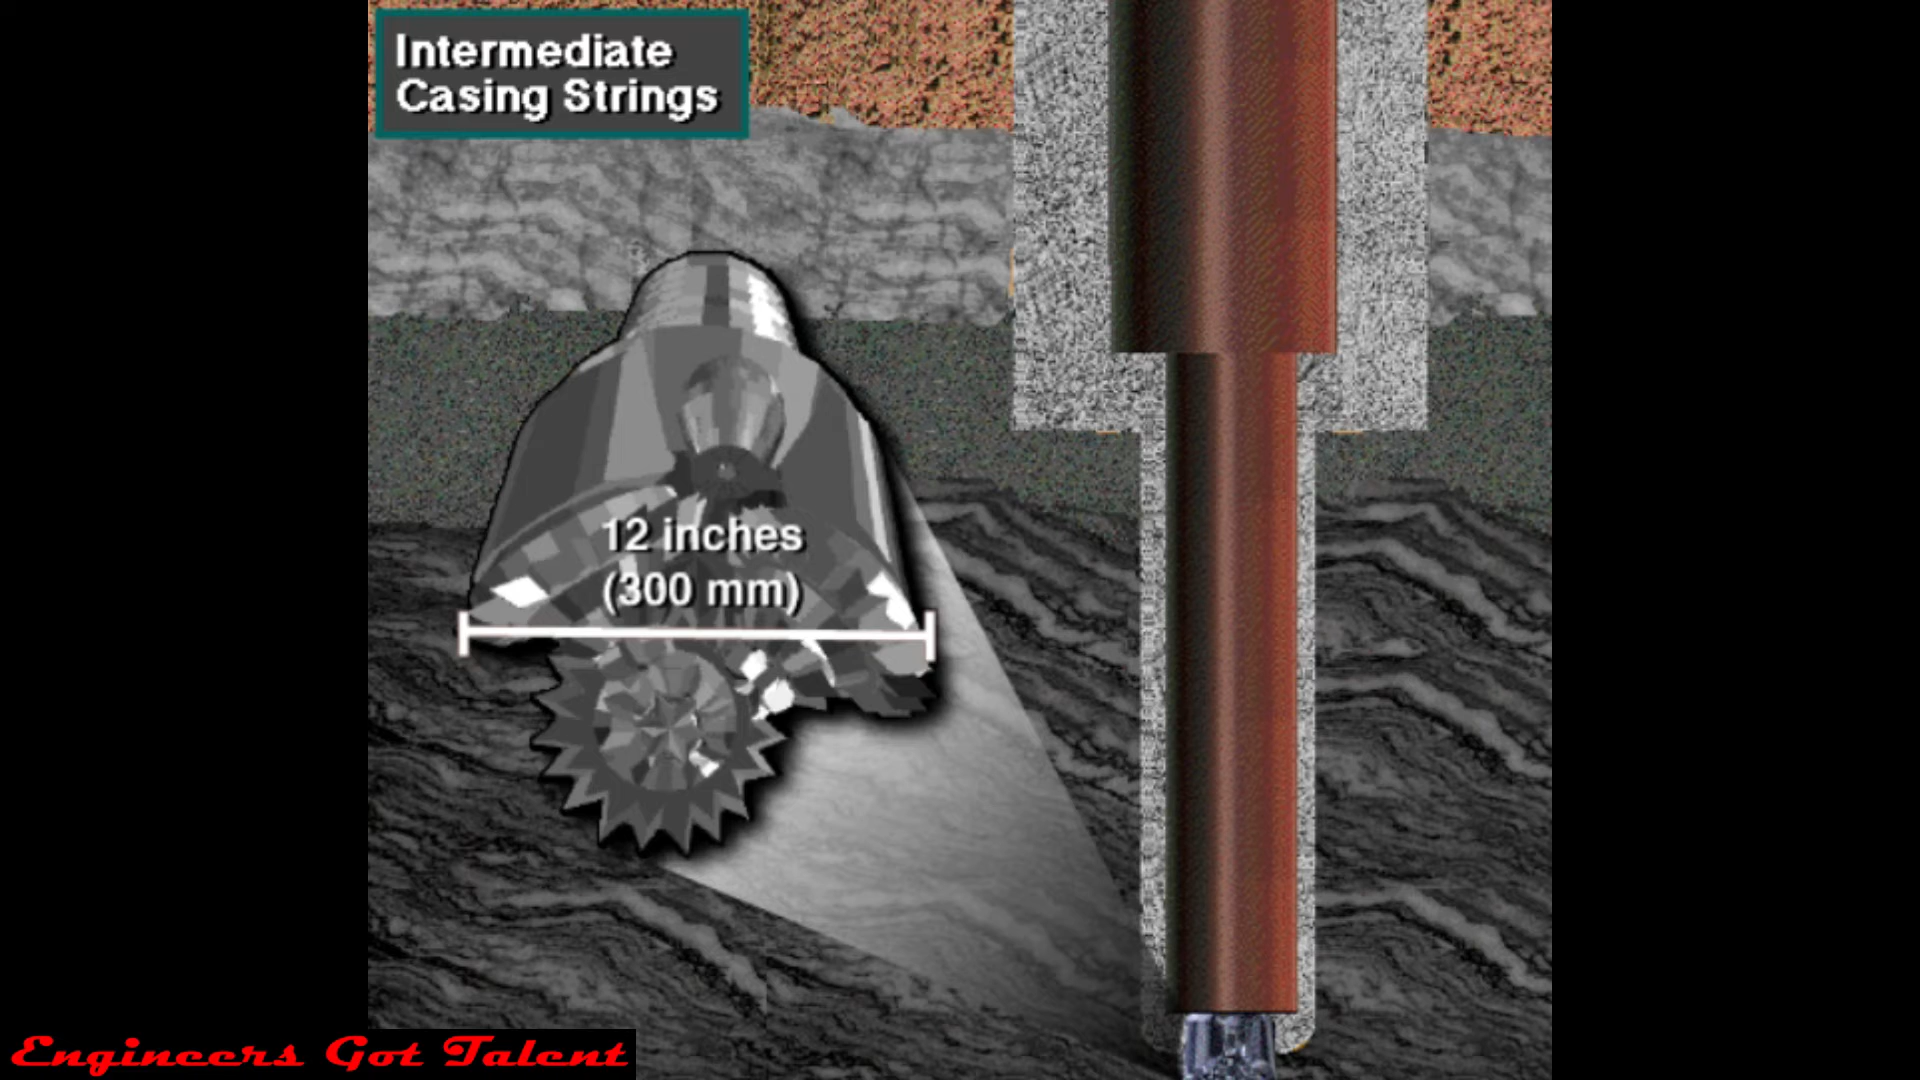 Intermediate
Casing Strings
12 inches
(300 mm)
Engineers Got Talent